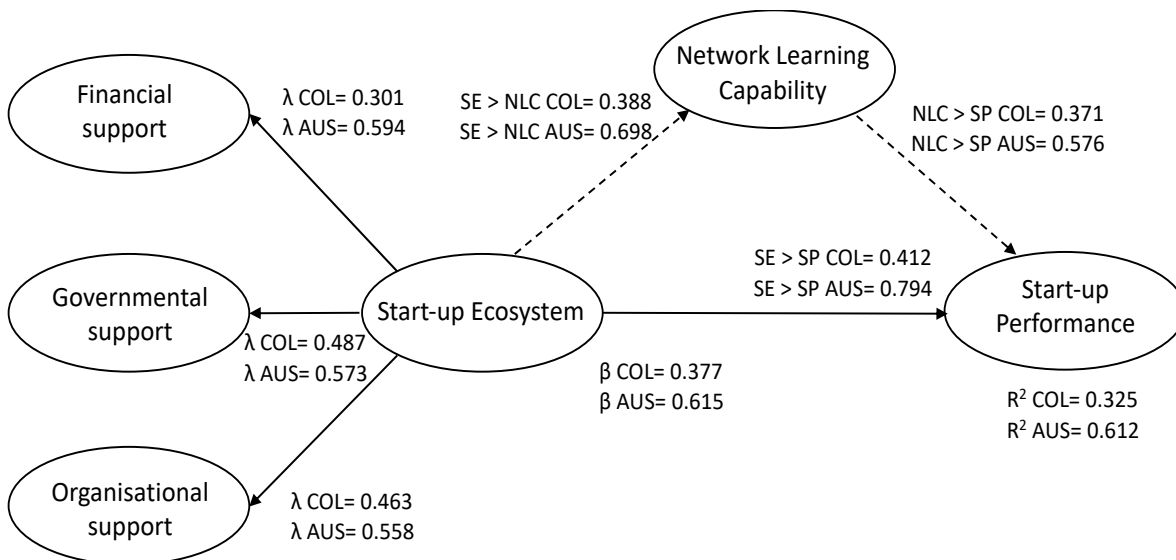 Network Learning
Capability
Financial
support
λ COL= 0.301
λ AUS= 0.594
SE > NLC COL= 0.388
SE > NLC AUS= 0.698
NLC > SP COL= 0.371
NLC > SP AUS= 0.576
Governmental
support
λ COL= 0.487
λ AUS= 0.573
Start-up Ecosystem
SE > SP COL= 0.412
SE > SP AUS= 0.794
Start-up
Performance
β COL= 0.377
β AUS= 0.615
R² COL= 0.325
R² AUS= 0.612
Organisational
support
λ COL= 0.463
λ AUS= 0.558